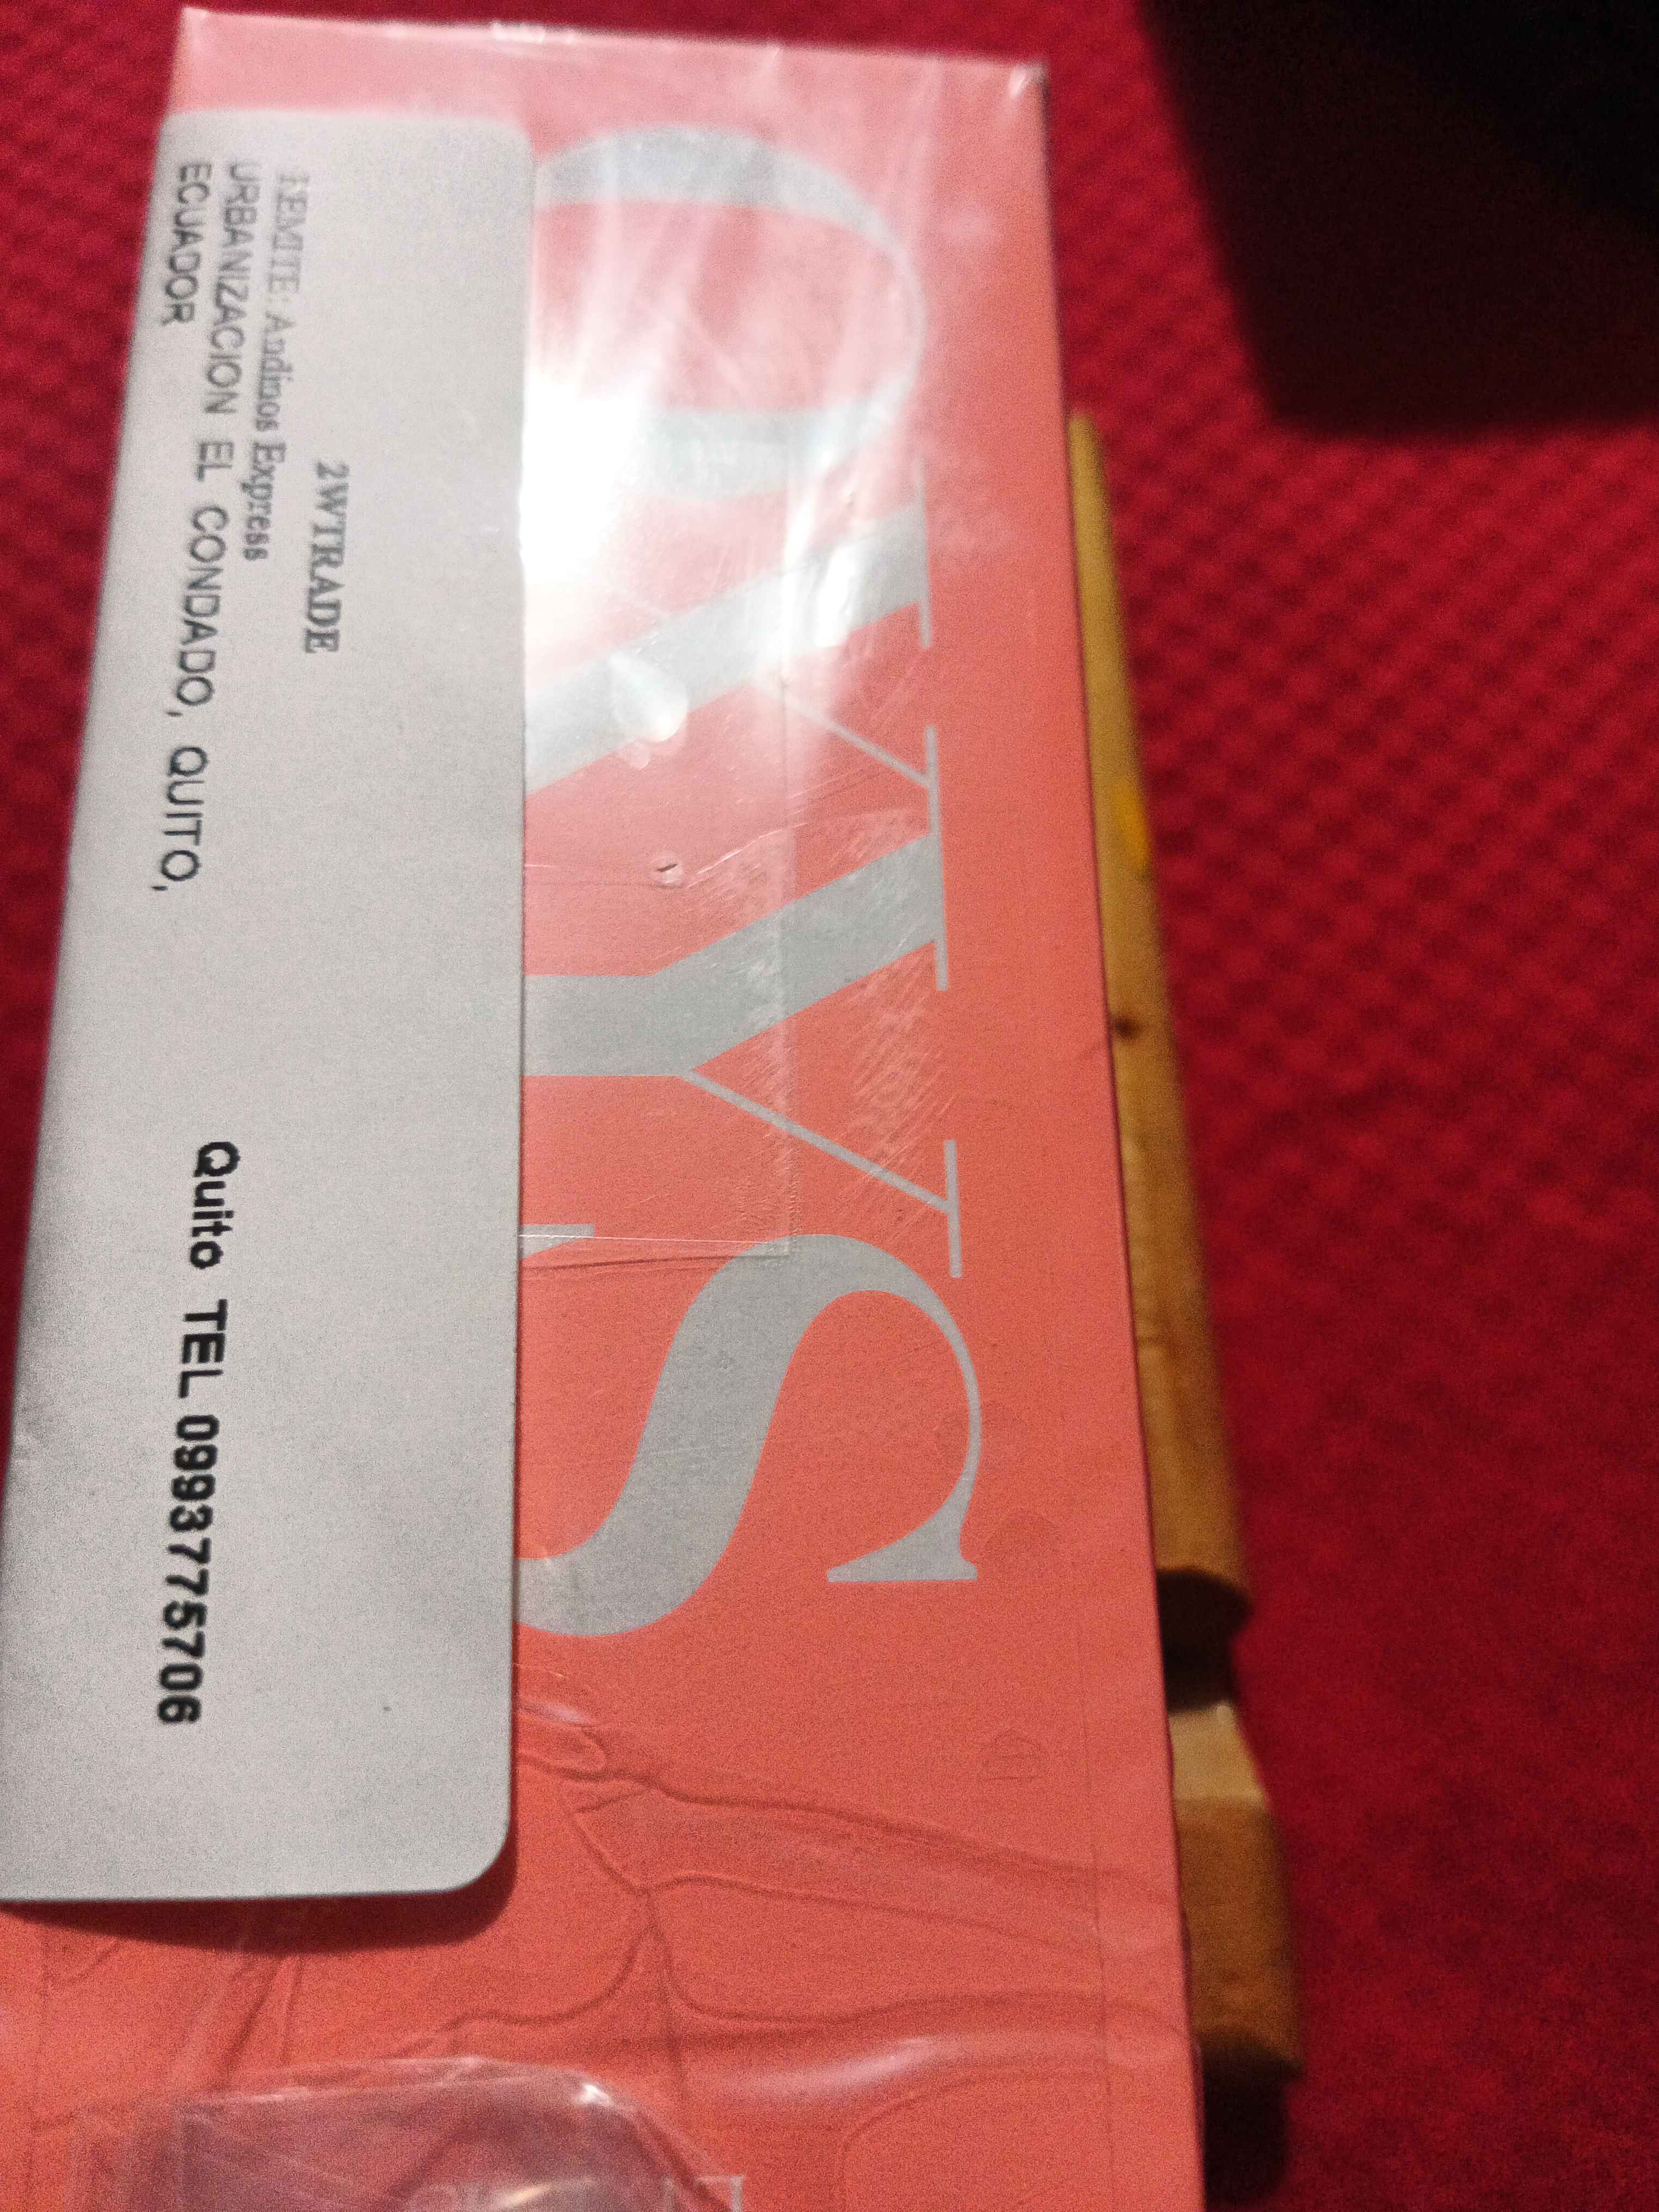 2WTRADE
REMITE: Andinos Express
URBANIZACION EL CONDADO, QUITO,
ECUADOR
Quito TEL 0993775706